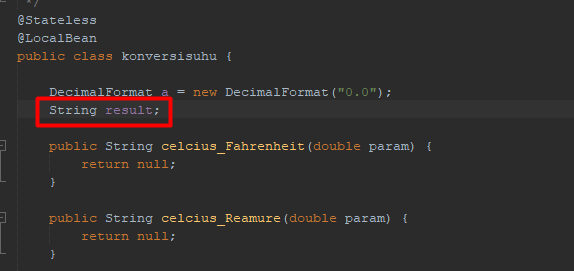 */
@Stateless
@LocalBean
public class konversisuhu {
DecimalFormat a = new DecimalFormat("0.0");
String result;
public String celcius_Fahrenheit(double param) {
return null;
}
public String celcius_Reamure(double param) {
return null;
}